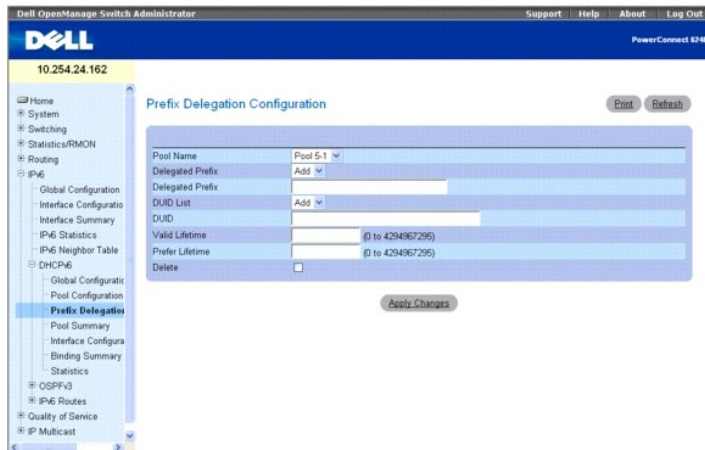 Dell OpenManage Switch Administrator
Support Help About Log Out
DELL
PowerConnect 624
10.254.24.162
Home
System
Switching
Statistics/RMON
Routing
IPv6
Global Configuration
Interface Configuratio
Interface Summary
IPv6 Statistics
IPv6 Neighbor Table
DHCPv6
Global Configuratic
Pool Configuration
Prefix Delegation
Pool Summary
Interface Configura
Binding Summary
Statistics
OSPFv3
IPv6 Routes
Quality of Service
IP Multicast
Prefix Delegation Configuration
Print Refresh
Pool Name Pool 5-1
Delegated Prefix Add
Delegated Prefix
DUID List Add
DUID
Valid Lifetime (0 to 4294967295)
Prefer Lifetime (0 to 4294967295)
Delete
Apply Changes